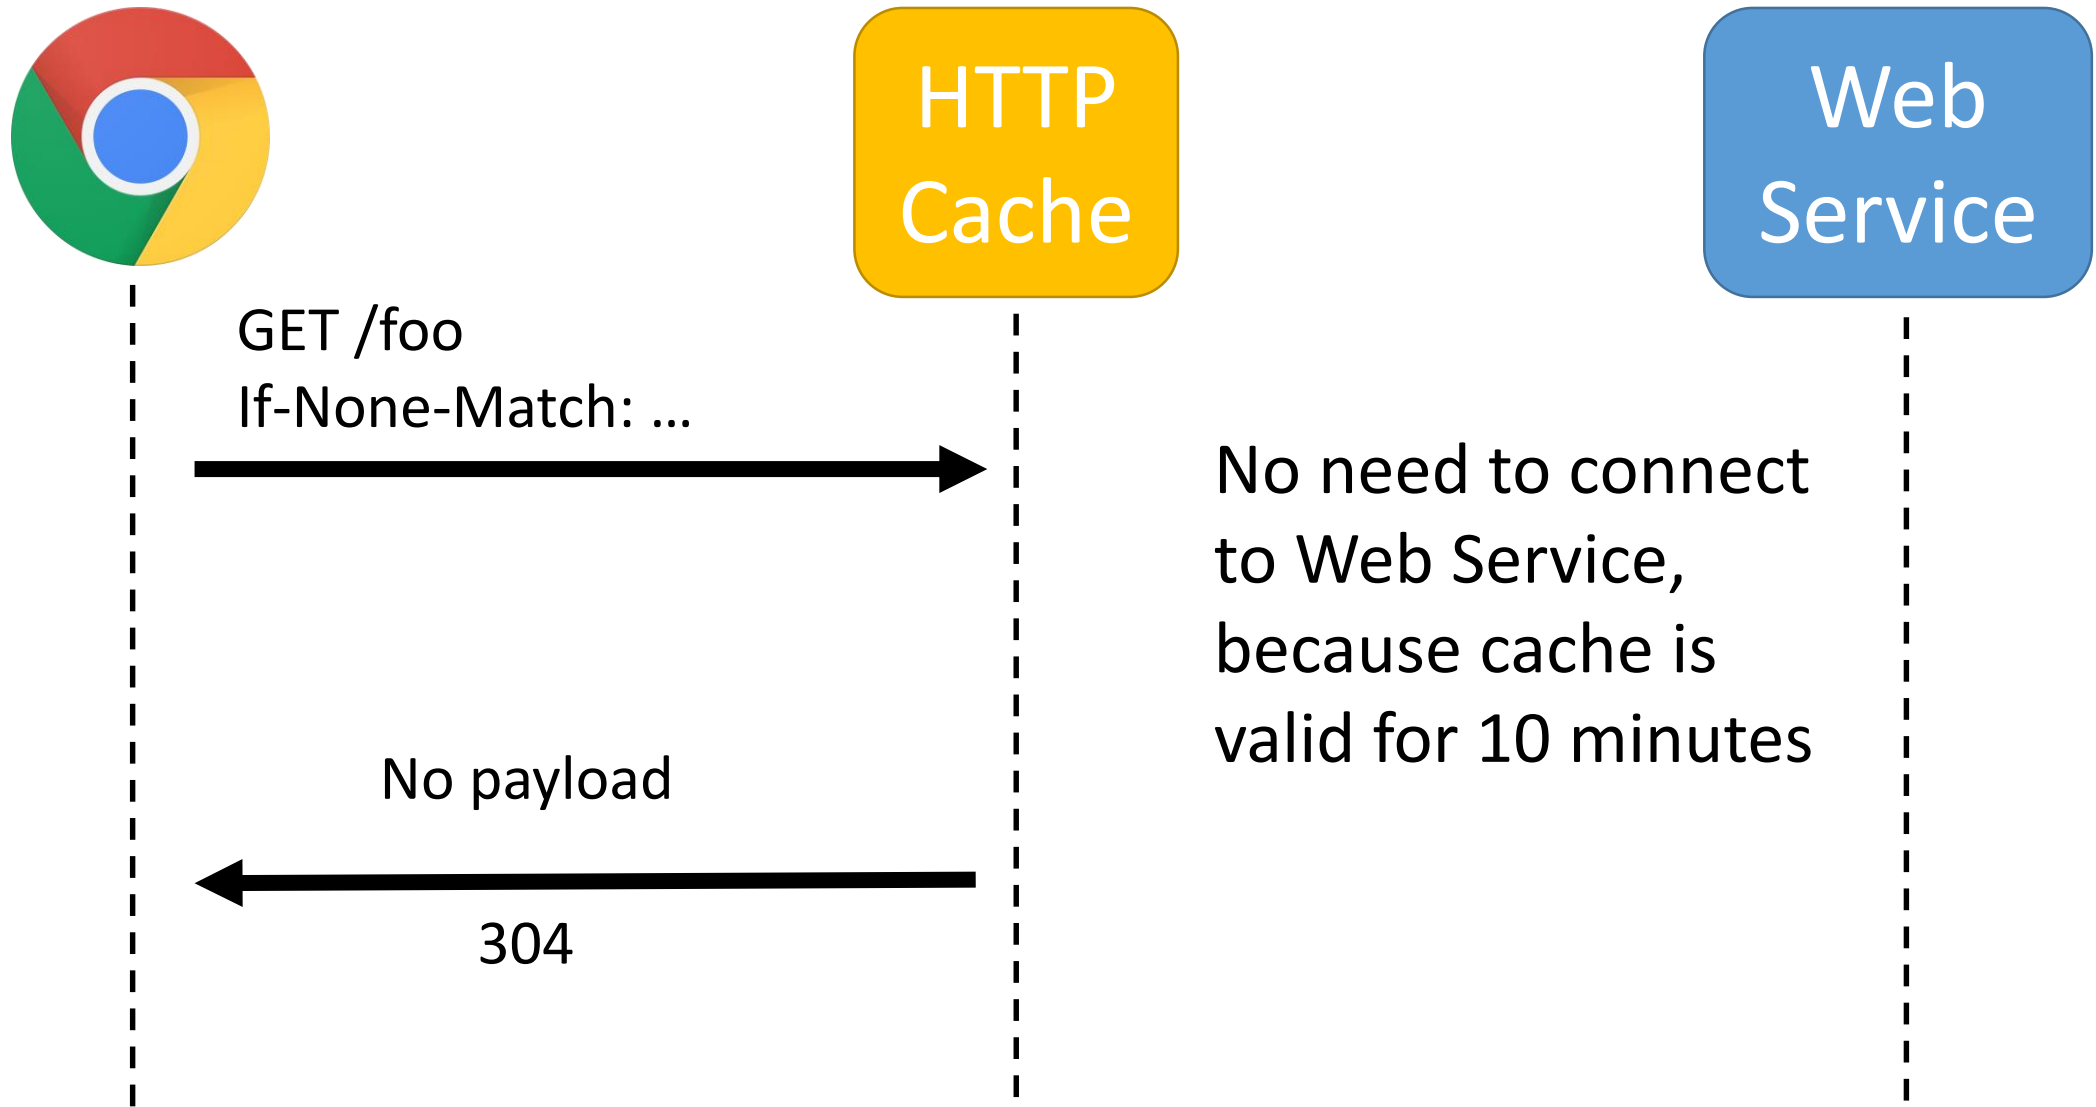 HTTP
Cache
Web
Service
GET /foo
If-None-Match: ...
No need to connect
to Web Service,
because cache is
valid for 10 minutes
No payload
304